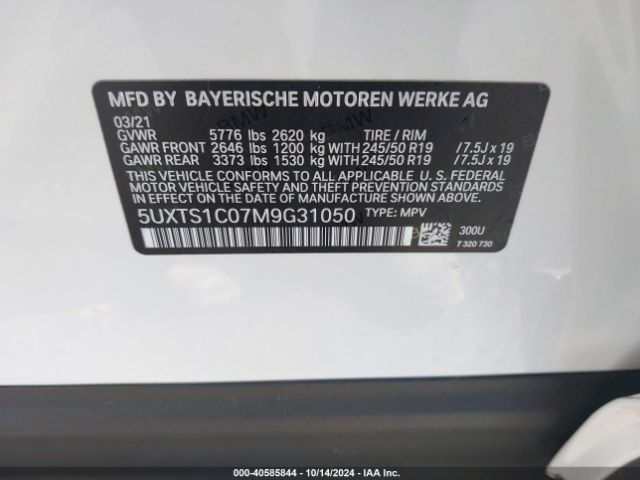 MFD BY BAYERISCHE MOTOREN WERKE AG
03/21
GVWR 5776 lbs 2620 kg TIRE / RIM
GAWR FRONT 2646 lbs 1200 kg WITH 245/50 R19 / 7.5J x 19
GAWR REAR 3373 lbs 1530 kg WITH 245/50 R19 / 7.5J x 19
THIS VEHICLE CONFORMS TO ALL APPLICABLE U. S. FEDERAL
MOTOR VEHICLE SAFETY, BUMPER, AND THEFT
PREVENTION STANDARDS IN EFFECT ON THE DATE OF
MANUFACTURE SHOWN ABOVE.
5UXTS1C07M9G31050 TYPE: MPV
300U
7 320 730
000-40585844 | 10/14/2024 | IAA Inc.